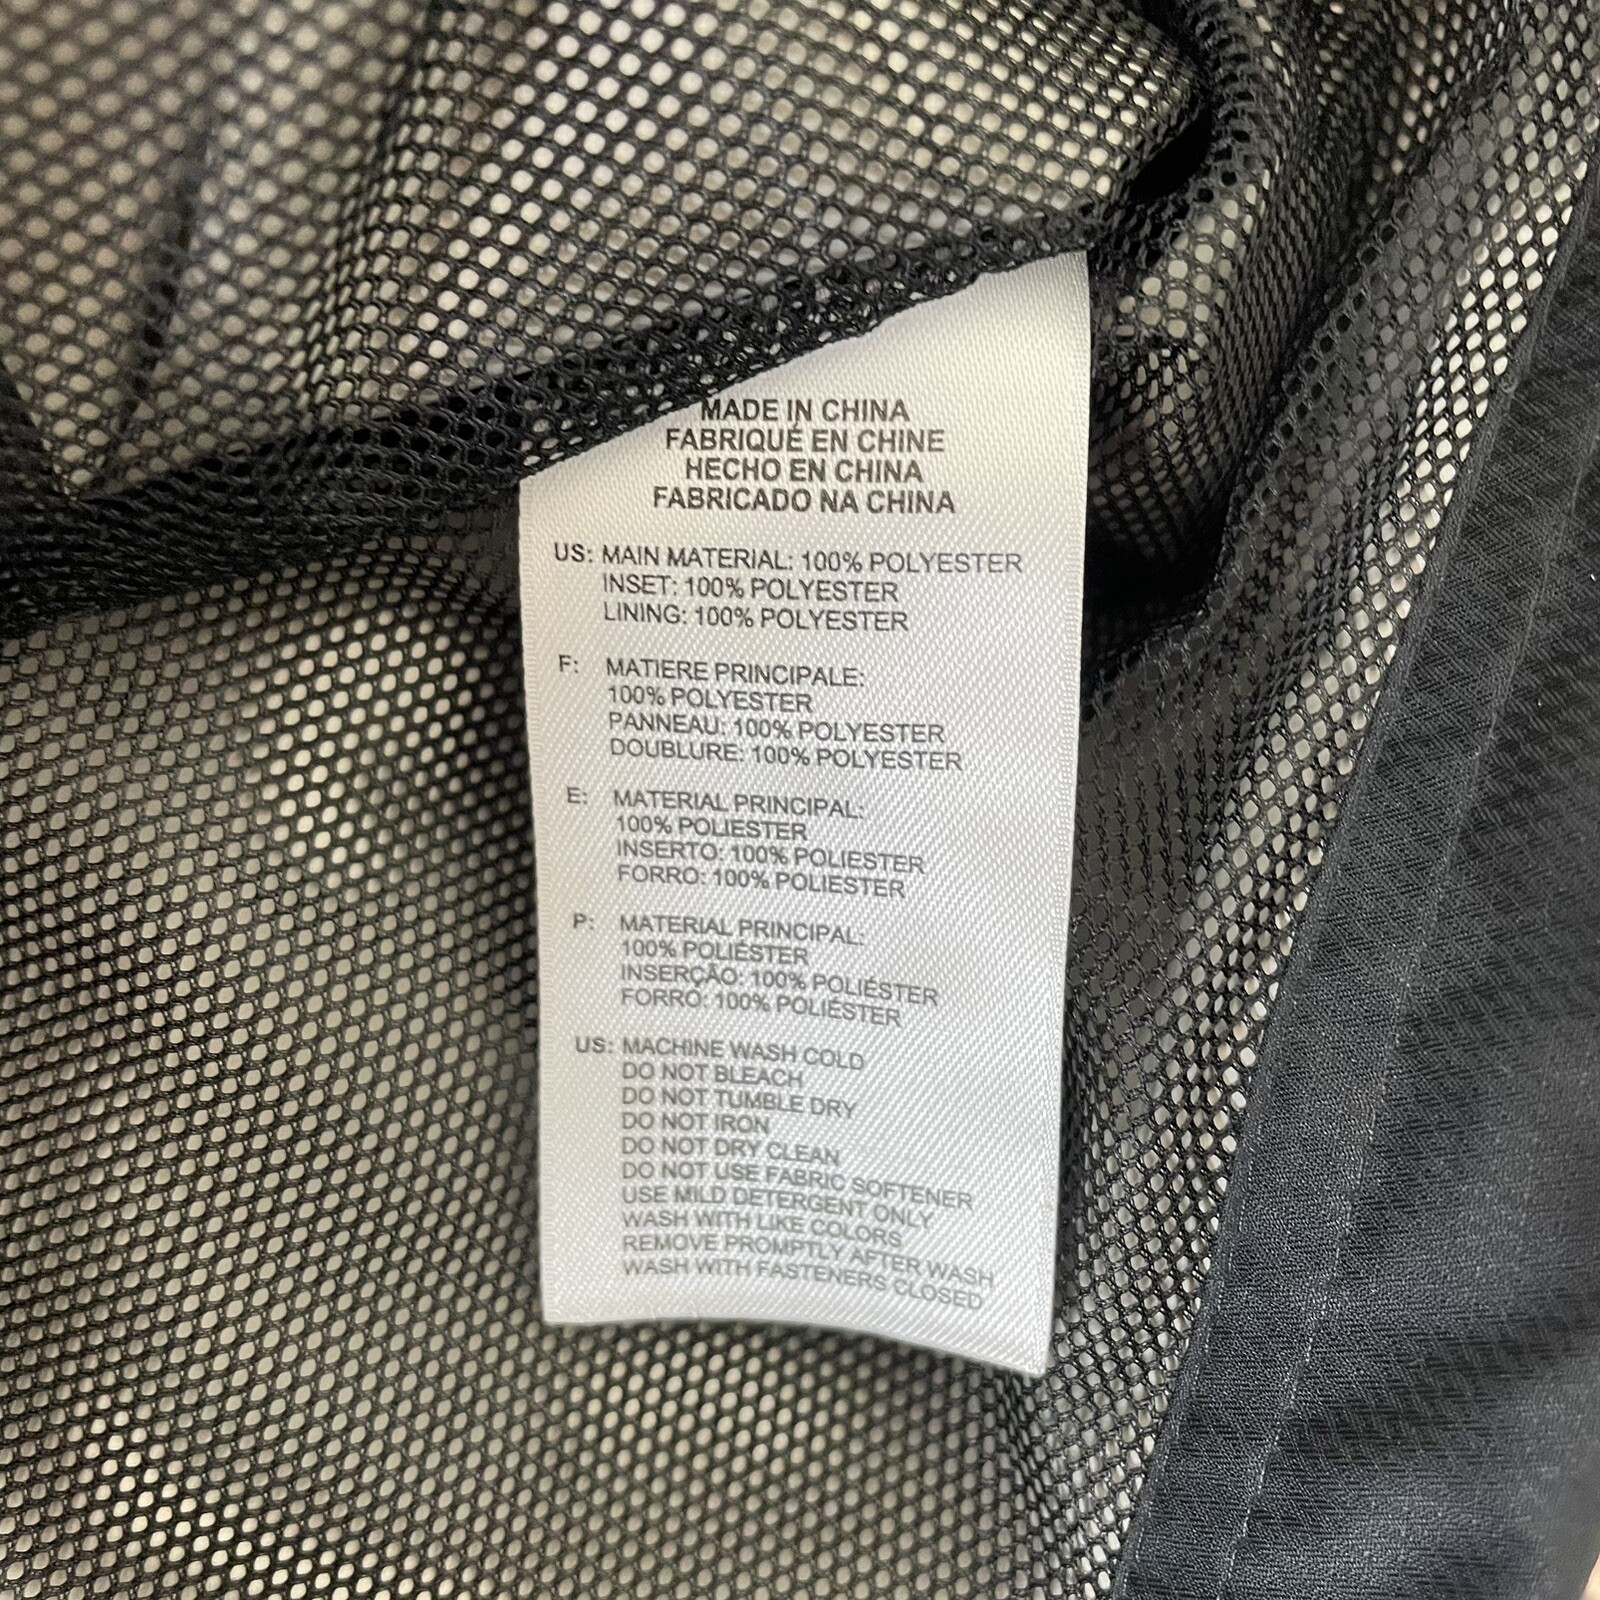 MADE IN CHINA
FABRIQUÉ EN CHINE
HECHO EN CHINA
FABRICADO NA CHINA
US: MAIN MATERIAL: 100% POLYESTER
INSET: 100% POLYESTER
LINING: 100% POLYESTER
F: MATIERE PRINCIPALE:
100% POLYESTER
PANNEAU: 100% POLYESTER
DOUBLURE: 100% POLYESTER
E: MATERIAL PRINCIPAL:
100% POLIESTER
INSERTO: 100% POLIESTER
FORRO: 100% POLIESTER
P: MATERIAL PRINCIPAL:
100% POLIÉSTER
INSERÇÃO: 100% POLIÉSTER
FORRO: 100% POLIÉSTER
US: MACHINE WASH COLD
DO NOT BLEACH
DO NOT TUMBLE DRY
DO NOT IRON
DO NOT DRY CLEAN
DO NOT USE FABRIC SOFTENER
USE MILD DETERGENT ONLY
WASH WITH LIKE COLORS
REMOVE PROMPTLY AFTER WASH
WASH WITH FASTENERS CLOSED